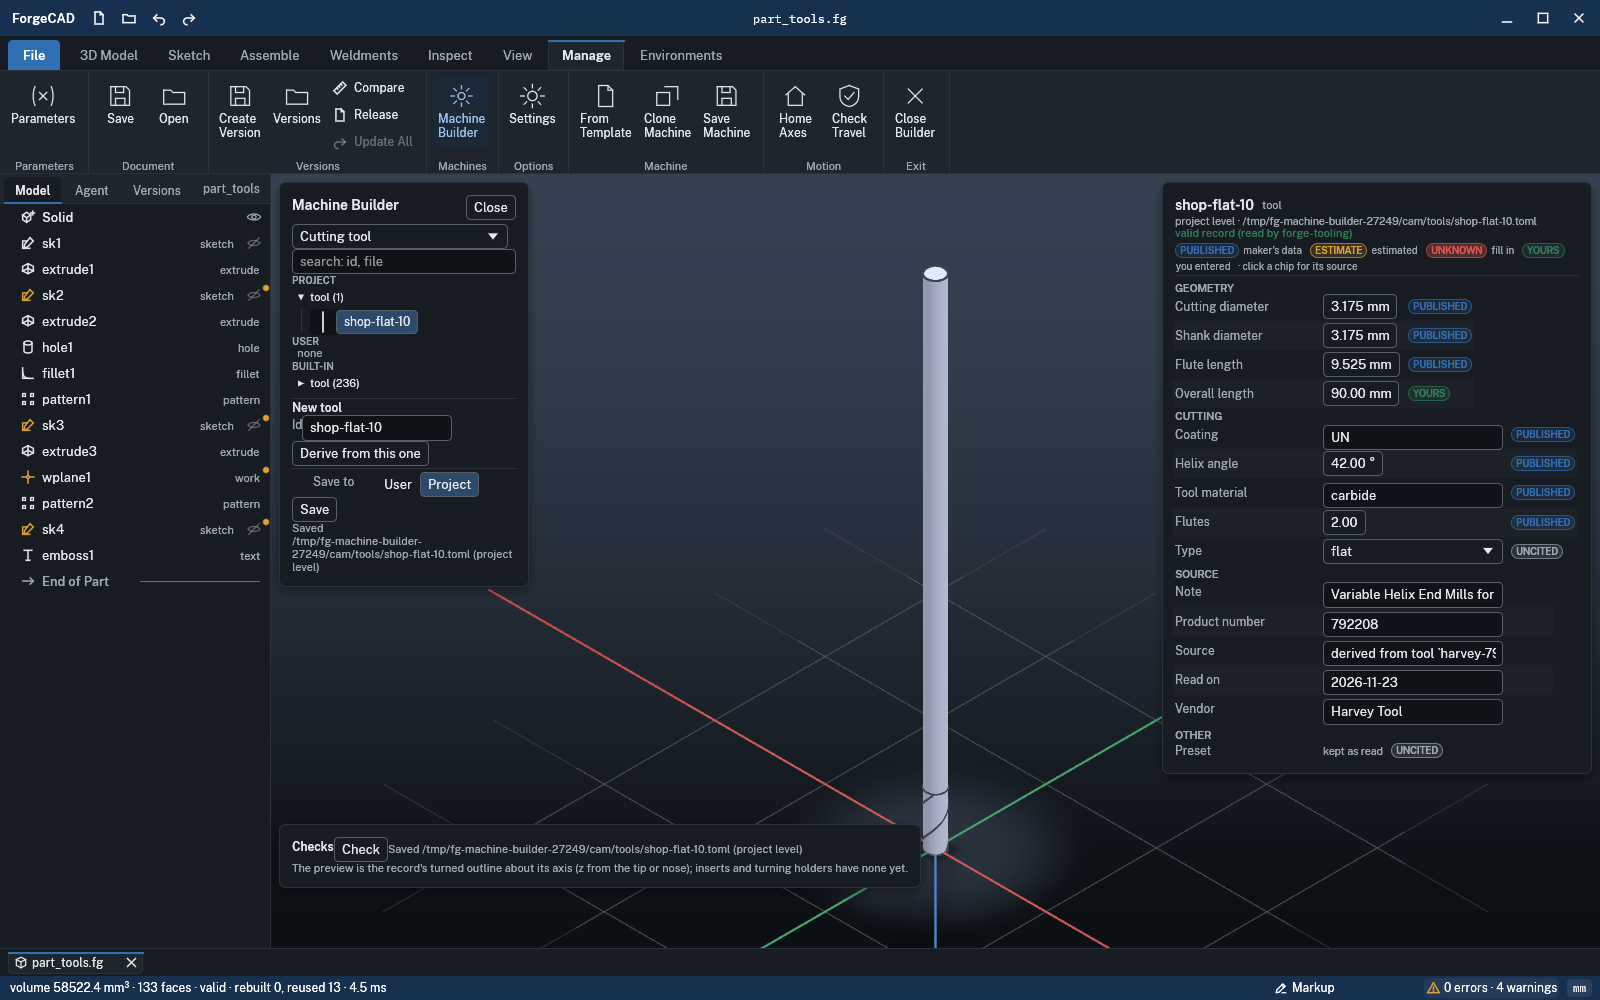 ForgeCAD
part_tools.fg
File 3D Model Sketch Assemble Weldments Inspect View Manage Environments
Parameters
Save
Open
Create Version
Versions
Compare
Release
Update All
Machine Builder
Settings
From Template
Clone Machine
Save Machine
Home Axes
Check Travel
Close Builder
Parameters Document Versions Machines Options Machine Motion Exit
Model Agent Versions part_tools
Solid
sk1 sketch
extrude1 extrude
sk2 sketch
extrude2 extrude
hole1 hole
fillet1 fillet
pattern1 pattern
sk3 sketch
extrude3 extrude
wplane1 work
pattern2 pattern
sk4 sketch
emboss1 text
End of Part
Machine Builder Close
Cutting tool
search: id, file
PROJECT
tool (1)
shop-flat-10
USER
none
BUILT-IN
tool (236)
New tool
Id shop-flat-10
Derive from this one
Save to User Project
Save
Saved
/tmp/fg-machine-builder-
27249/cam/tools/shop-flat-10.toml (project
level)
Checks Check Saved /tmp/fg-machine-builder-27249/cam/tools/shop-flat-10.toml (project level)
The preview is the record's turned outline about its axis (z from the tip or nose); inserts and turning holders have none yet.
shop-flat-10 tool
project level · /tmp/fg-machine-builder-27249/cam/tools/shop-flat-10.toml
valid record (read by forge-tooling)
PUBLISHED maker's data ESTIMATE estimated UNKNOWN fill in YOURS
you entered · click a chip for its source
GEOMETRY
Cutting diameter 3.175 mm PUBLISHED
Shank diameter 3.175 mm PUBLISHED
Flute length 9.525 mm PUBLISHED
Overall length 90.00 mm YOURS
CUTTING
Coating UN PUBLISHED
Helix angle 42.00 ° PUBLISHED
Tool material carbide PUBLISHED
Flutes 2.00 PUBLISHED
Type flat UNCITED
SOURCE
Note Variable Helix End Mills for
Product number 792208
Source derived from tool `harvey-79
Read on 2026-11-23
Vendor Harvey Tool
OTHER
Preset kept as read UNCITED
part_tools.fg
volume 58522.4 mm³ · 133 faces · valid · rebuilt 0, reused 13 · 4.5 ms
Markup
0 errors · 4 warnings mm